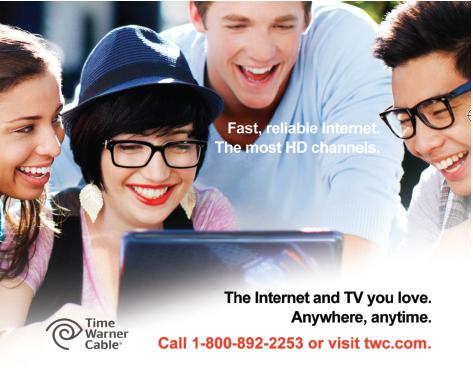 Fast, reliable Internet.
The most HD channels.
The Internet and TV you love.
Anywhere, anytime.
Time
Warner
Cable®
Call 1-800-892-2253 or visit twc.com.